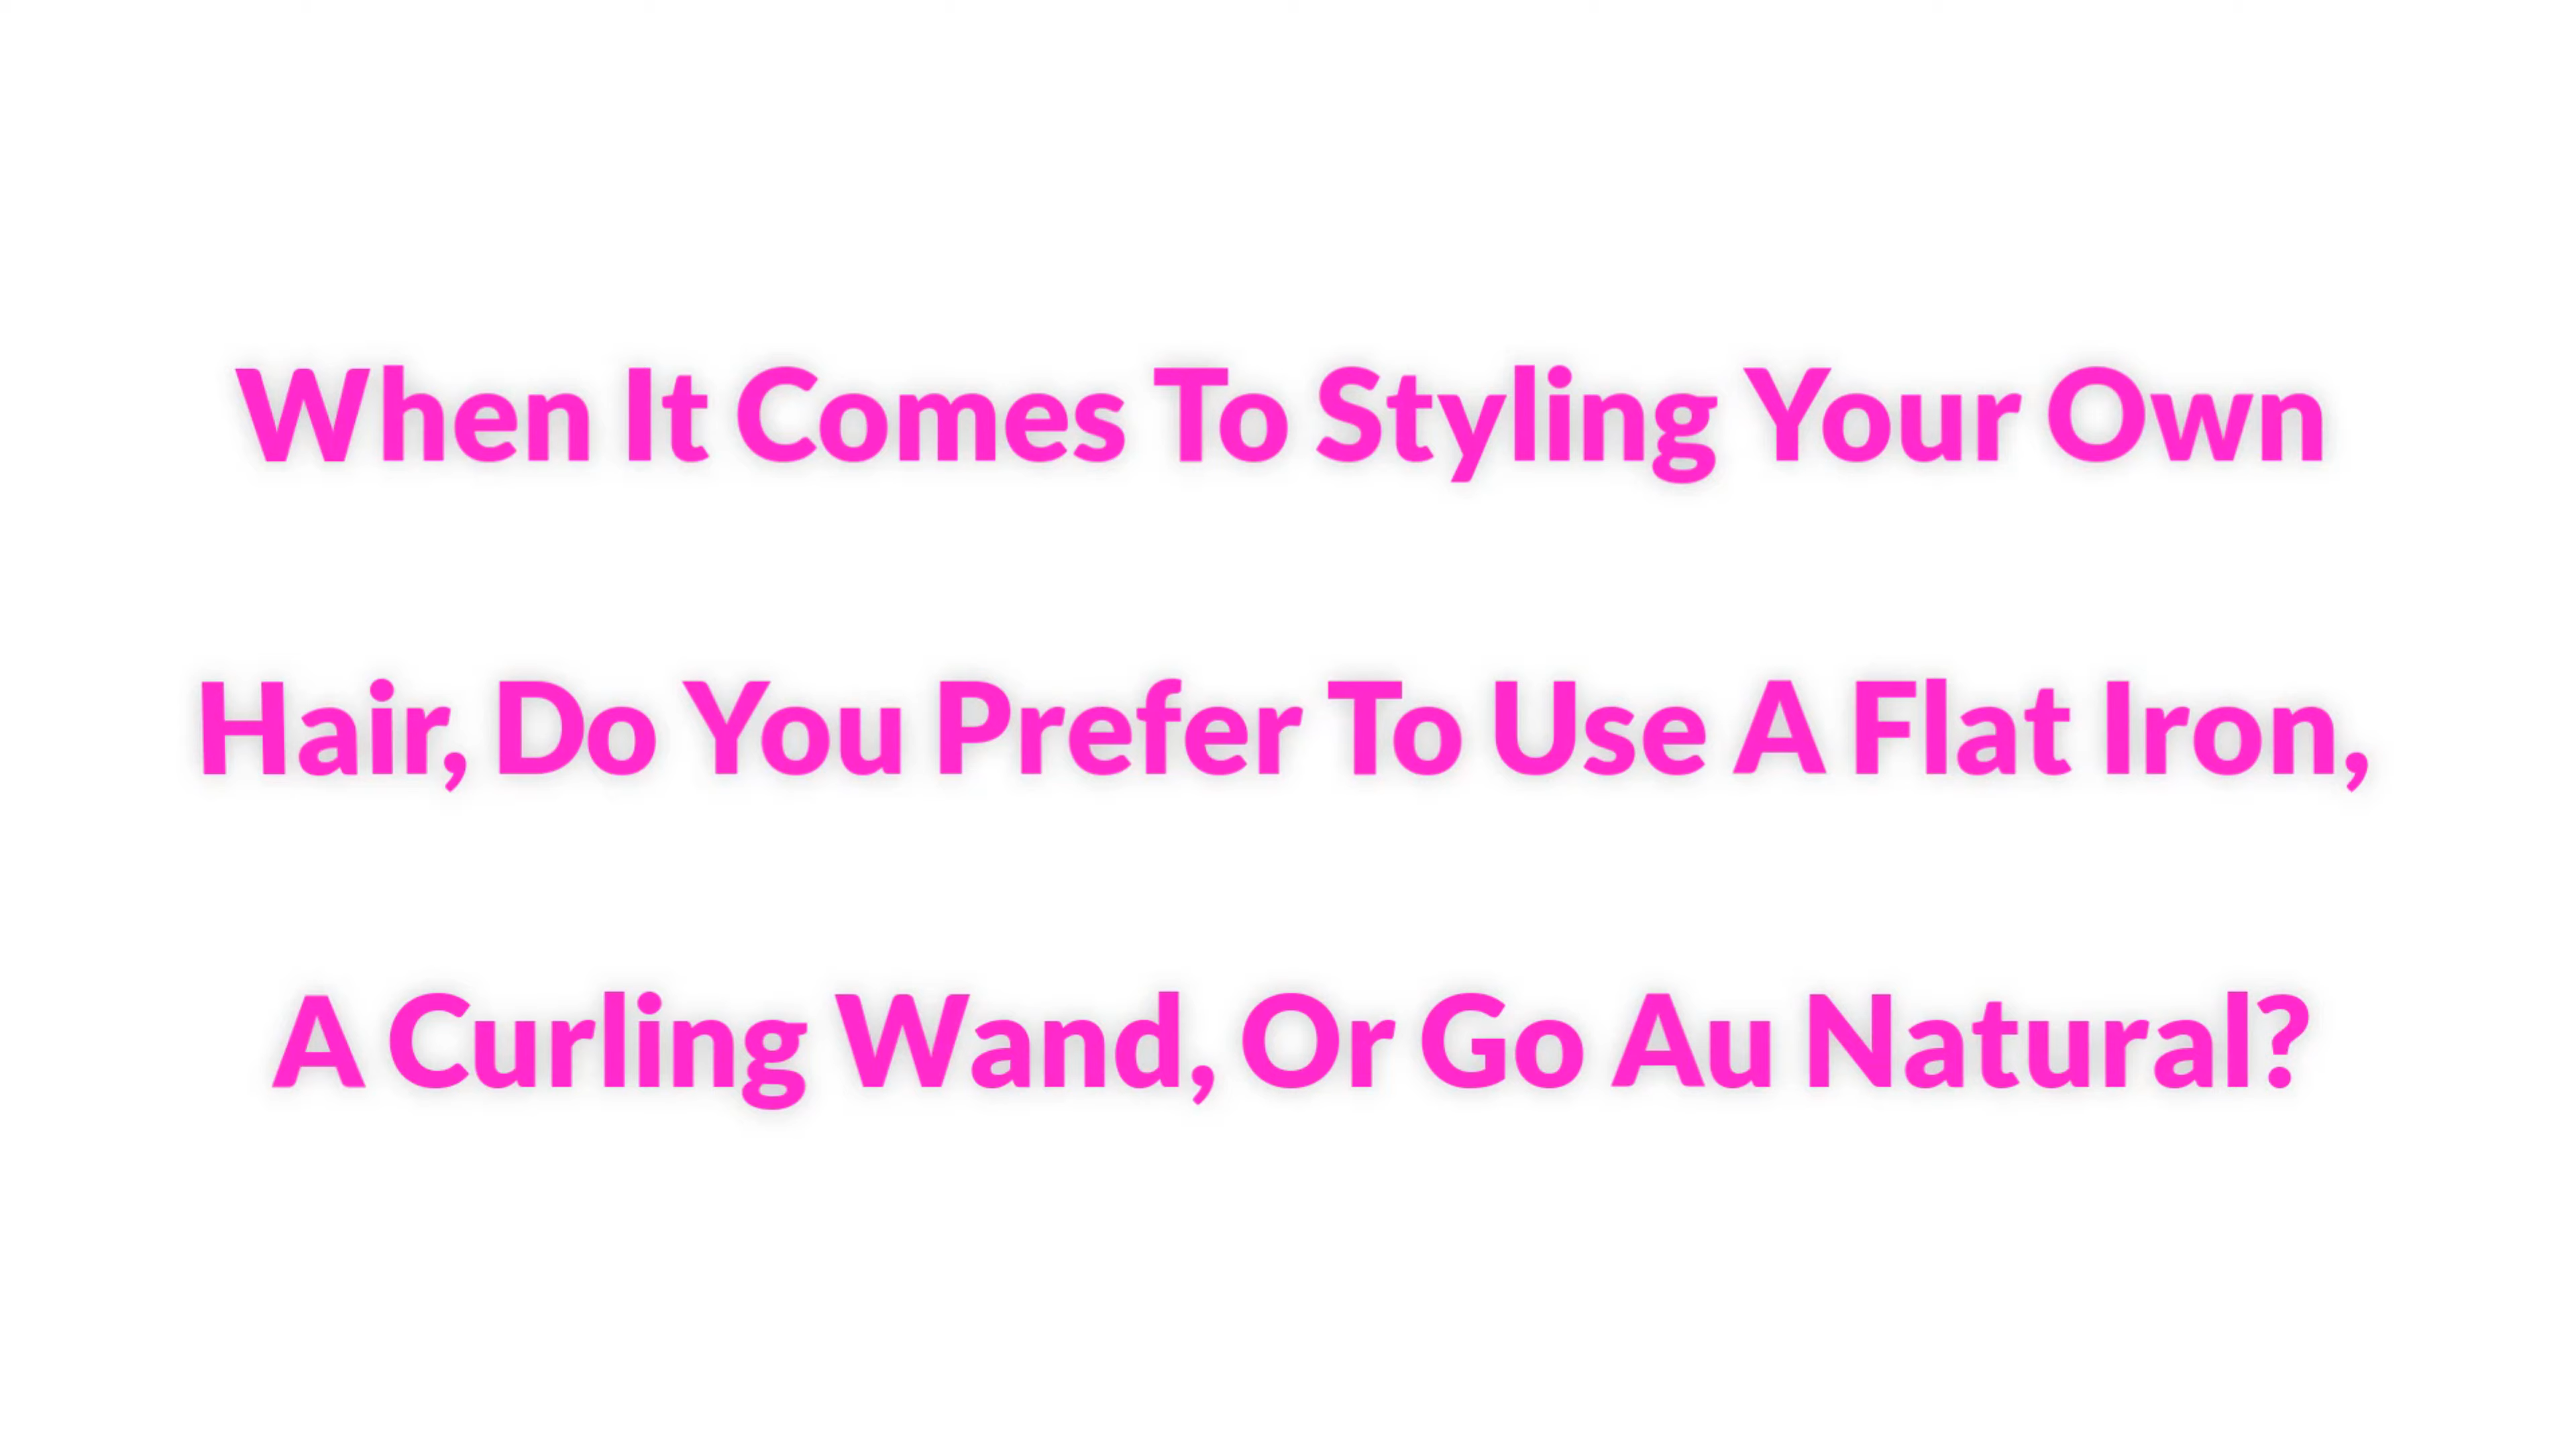 When It Comes To Styling Your Own
Hair, Do You Prefer To Use A Flat Iron,
A Curling Wand, Or Go Au Natural?